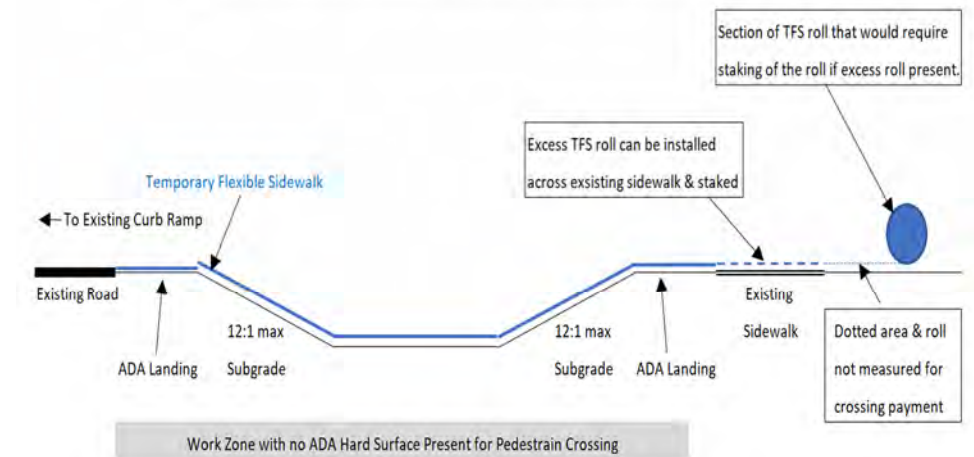 Section of TFS roll that would require
staking of the roll if excess roll present.
Excess TFS roll can be installed
across exsisting sidewalk & staked
Temporary Flexible Sidewalk
To Existing Curb Ramp
Existing Road
12:1 max
Subgrade
ADA Landing
12:1 max
Subgrade
ADA Landing
Existing
Sidewalk
Dotted area & roll
not measured for
crossing payment
Work Zone with no ADA Hard Surface Present for Pedestrain Crossing